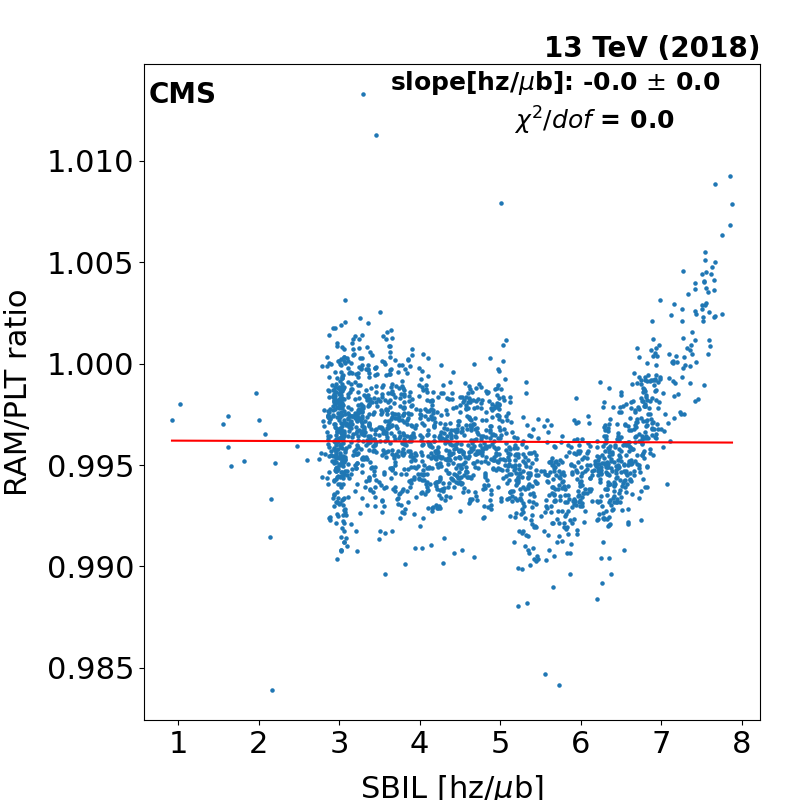 13 TeV (2018)
CMS
slope[hz/μb]: -0.0 ± 0.0
χ²/dof = 0.0
1.010
1.005
1.000
0.995
0.990
0.985
RAM/PLT ratio
1 2 3 4 5 6 7 8
SBIL [hz/μb]